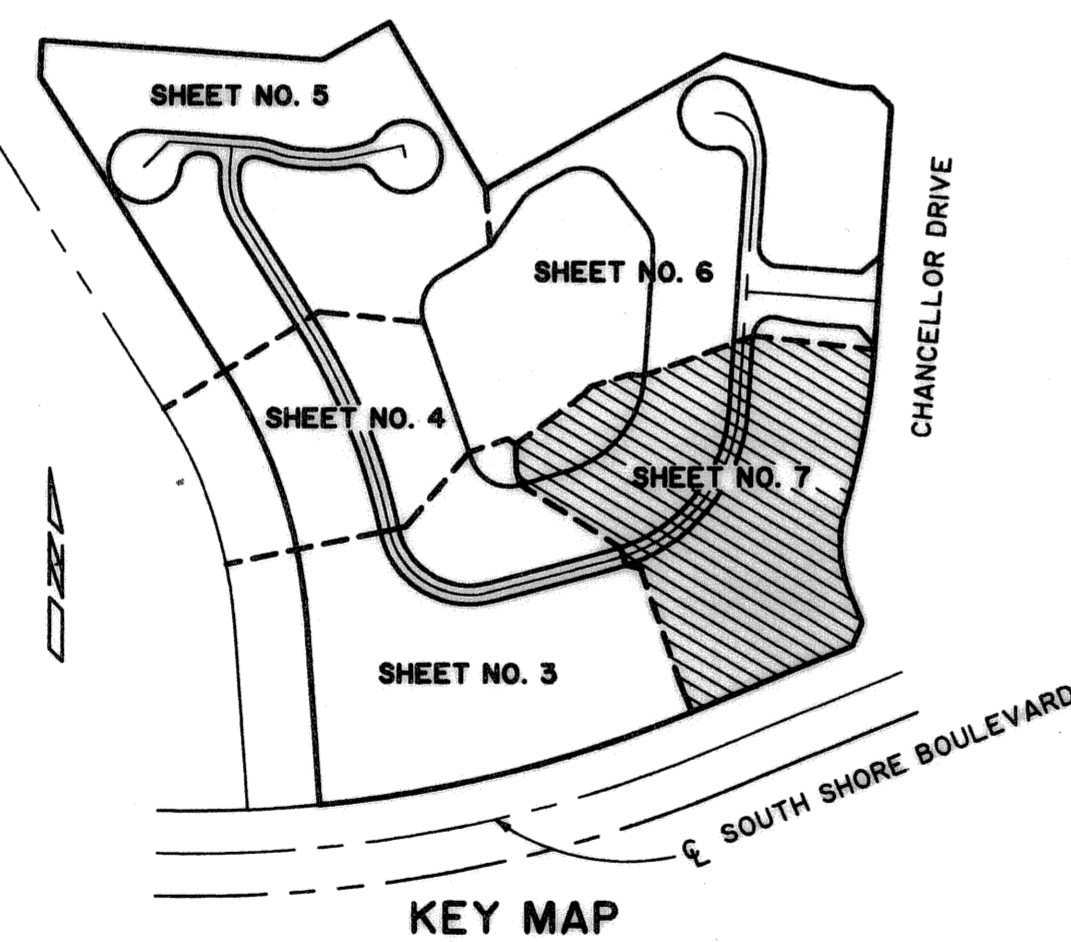 SHEET NO. 5
SHEET NO. 6
CHANCELLOR DRIVE
SHEET NO. 4
SHEET NO. 7
N
SHEET NO. 3
℄ SOUTH SHORE BOULEVARD
KEY MAP